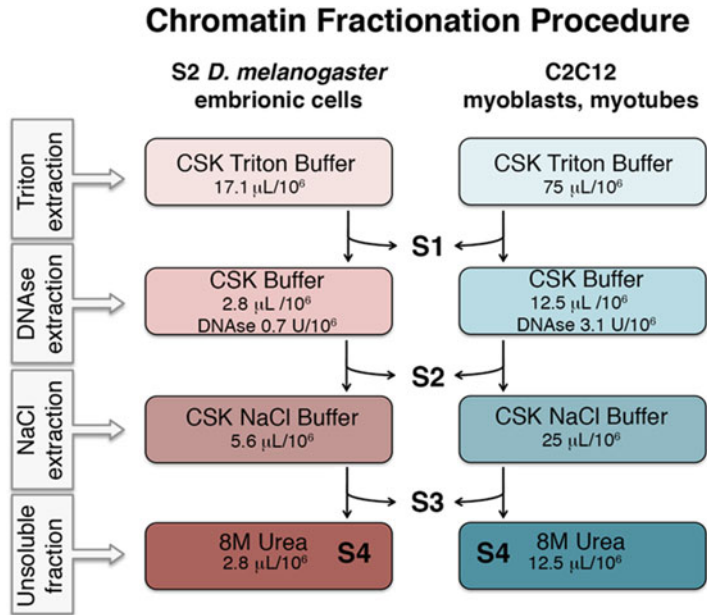 Chromatin Fractionation Procedure
S2 D. melanogaster
embrionic cells
C2C12
myoblasts, myotubes
Triton
extraction
CSK Triton Buffer
17.1 µL/10⁶
CSK Triton Buffer
75 µL/10⁶
S1
DNAse
extraction
CSK Buffer
2.8 µL /10⁶
DNAse 0.7 U/10⁶
CSK Buffer
12.5 µL /10⁶
DNAse 3.1 U/10⁶
S2
NaCl
extraction
CSK NaCl Buffer
5.6 µL/10⁶
CSK NaCl Buffer
25 µL/10⁶
S3
Unsoluble
fraction
8M Urea
2.8 µL/10⁶
S4
S4
8M Urea
12.5 µL/10⁶